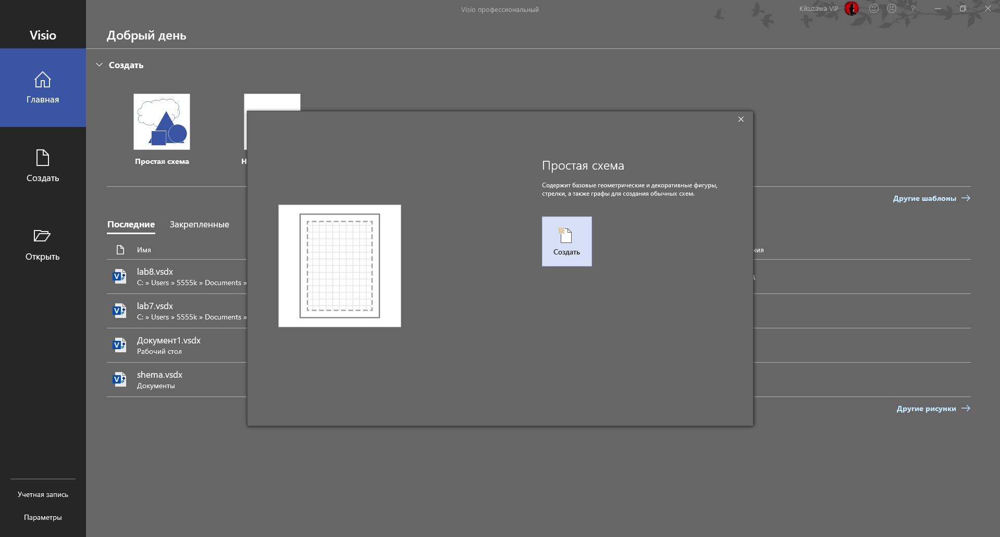 Visio профессиональный
Kikuzawa VIP
?
Visio
Добрый день
Создать
Главная
Простая схема
Создать
Простая схема
Содержит базовые геометрические и декоративные фигуры,
стрелки, а также графы для создания обычных схем.
Другие шаблоны
Последние
Закрепленные
Создать
Имя
Открыть
lab8.vsdx
C: » Users » 5555k » Documents »
lab7.vsdx
C: » Users » 5555k » Documents »
Документ1.vsdx
Рабочий стол
shema.vsdx
Документы
Другие рисунки
Учетная запись
Параметры